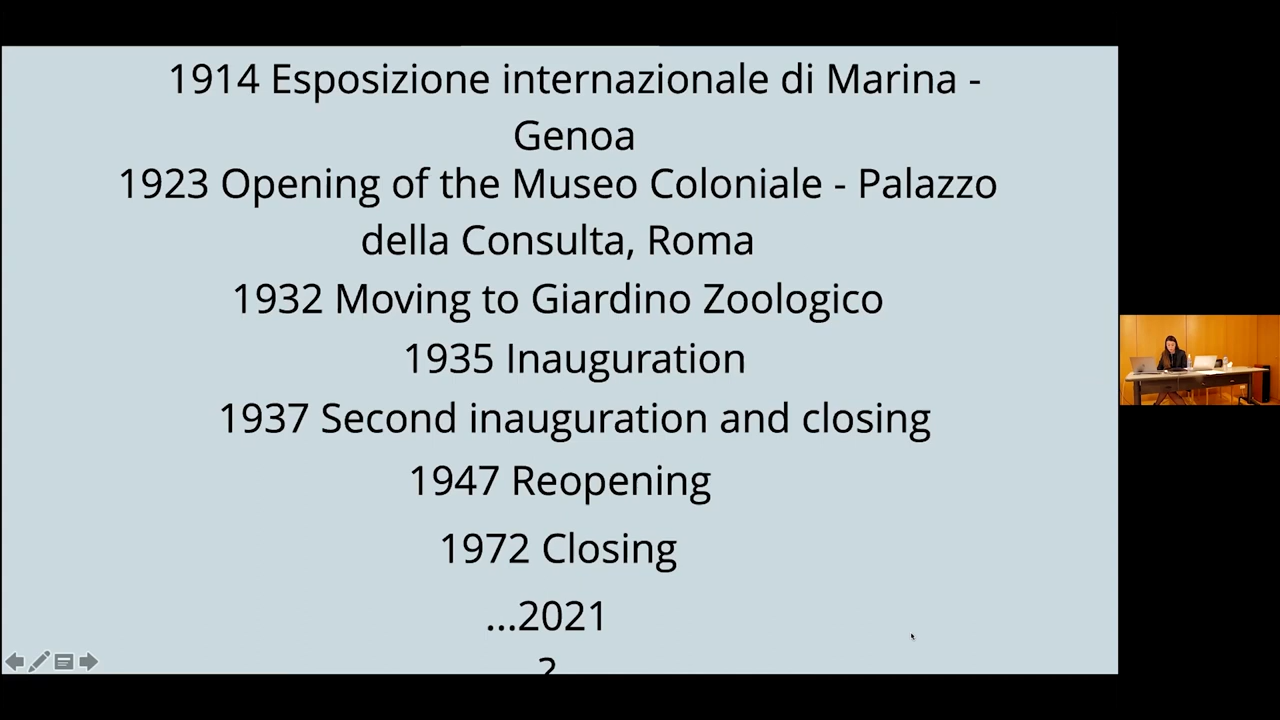 1914 Esposizione internazionale di Marina -
Genoa
1923 Opening of the Museo Coloniale - Palazzo
della Consulta, Roma
1932 Moving to Giardino Zoologico
1935 Inauguration
1937 Second inauguration and closing
1947 Reopening
1972 Closing
...2021
?